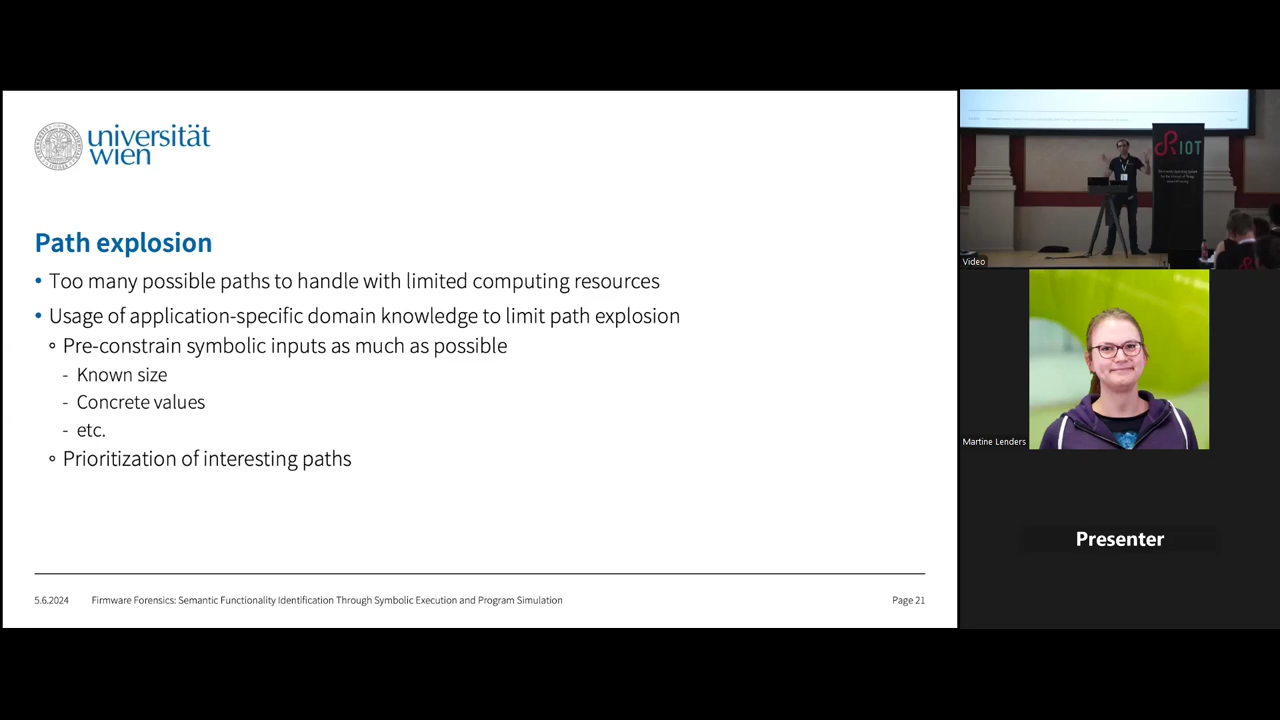 universität
wien
Path explosion
• Too many possible paths to handle with limited computing resources
• Usage of application-specific domain knowledge to limit path explosion
◦ Pre-constrain symbolic inputs as much as possible
- Known size
- Concrete values
- etc.
◦ Prioritization of interesting paths
5.6.2024 Firmware Forensics: Semantic Functionality Identification Through Symbolic Execution and Program Simulation Page 21
RIOT
Video
Martine Lenders
Presenter